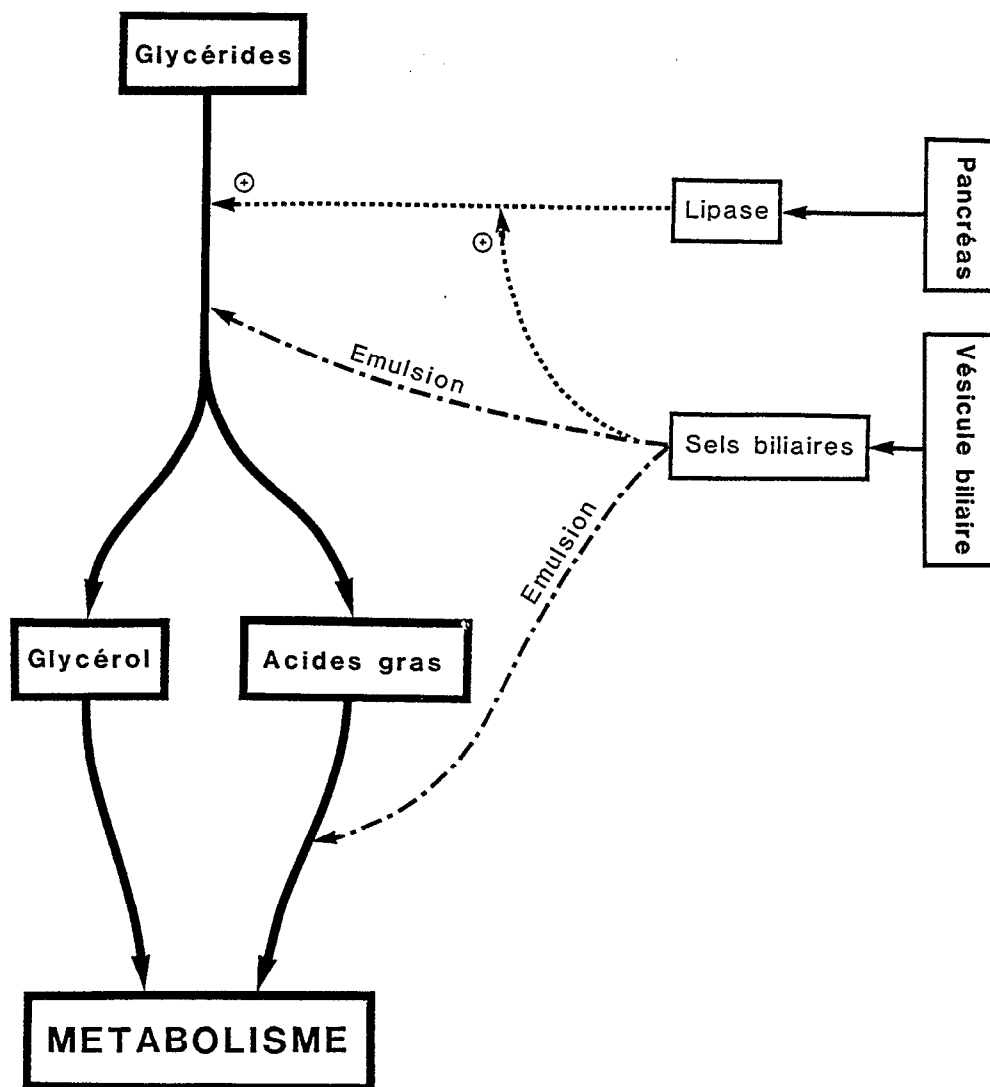 Glycérides
Pancréas
⊕
Lipase
⊕
Emulsion
Vésicule biliaire
Sels biliaires
Emulsion
Glycérol
Acides gras
METABOLISME